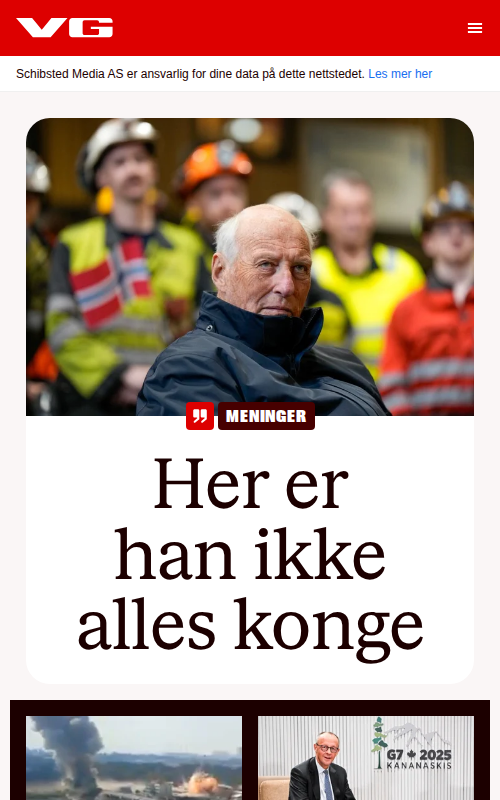 VG
Schibsted Media AS er ansvarlig for dine data på dette nettstedet. Les mer her
MENINGER
Her er
han ikke
alles konge
G7 2025
KANANASKIS